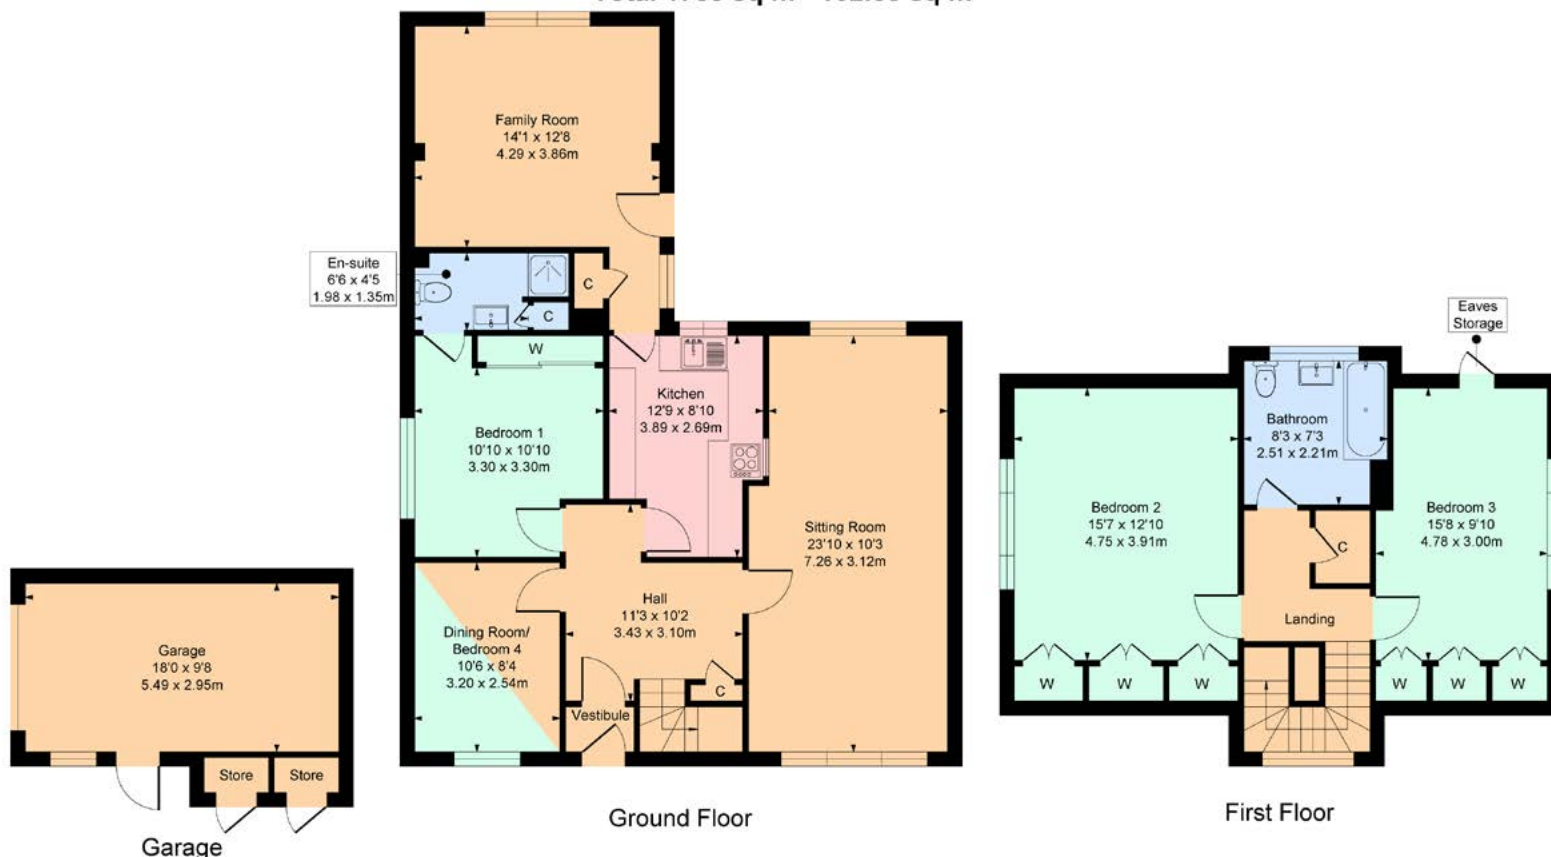 Family Room
14'1 x 12'8
4.29 x 3.86m
En-suite
6'6 x 4'5
1.98 x 1.35m
C
C
W
Kitchen
12'9 x 8'10
3.89 x 2.69m
Bedroom 1
10'10 x 10'10
3.30 x 3.30m
Sitting Room
23'10 x 10'3
7.26 x 3.12m
Hall
11'3 x 10'2
3.43 x 3.10m
Dining Room/
Bedroom 4
10'6 x 8'4
3.20 x 2.54m
C
Vestibule
Ground Floor
Garage
18'0 x 9'8
5.49 x 2.95m
Store
Store
Garage
Eaves
Storage
Bathroom
8'3 x 7'3
2.51 x 2.21m
Bedroom 2
15'7 x 12'10
4.75 x 3.91m
Bedroom 3
15'8 x 9'10
4.78 x 3.00m
C
Landing
W
W
W
W
W
W
First Floor